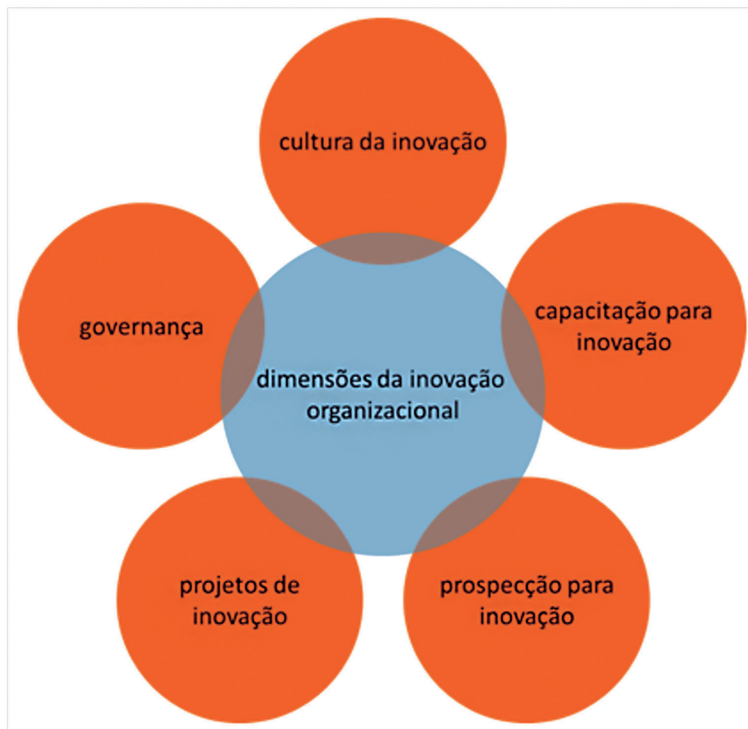 cultura da inovação
governança
capacitação para
inovação
dimensões da inovação
organizacional
projetos de
inovação
prospecção para
inovação